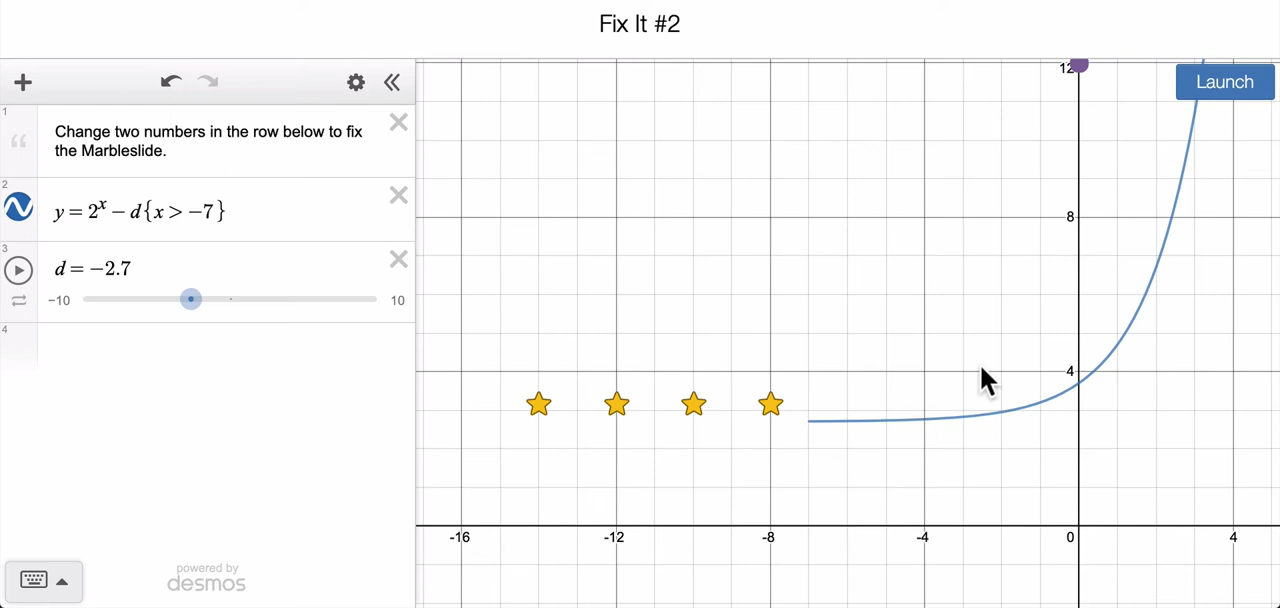 Fix It #2
Launch
1
“
Change two numbers in the row below to fix
the Marbleslide.
2
y = 2^x − d{x > −7}
3
d = −2.7
−10
10
4
powered by
desmos
12
8
4
-16
-12
-8
-4
0
4